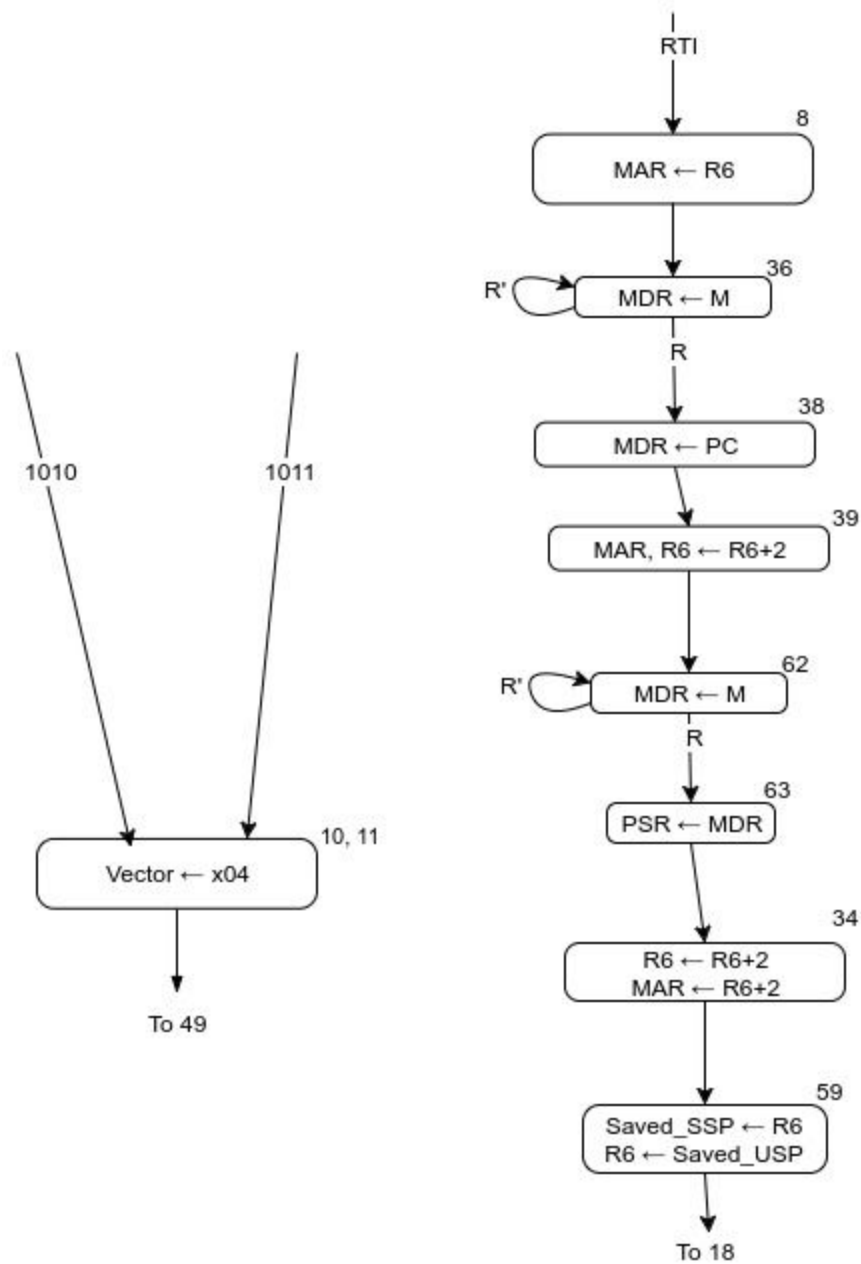 RTI
8
MAR ← R6
36
R'
MDR ← M
R
38
MDR ← PC
1010
1011
39
MAR, R6 ← R6+2
62
R'
MDR ← M
R
63
PSR ← MDR
10, 11
Vector ← x04
34
R6 ← R6+2
MAR ← R6+2
To 49
59
Saved_SSP ← R6
R6 ← Saved_USP
To 18